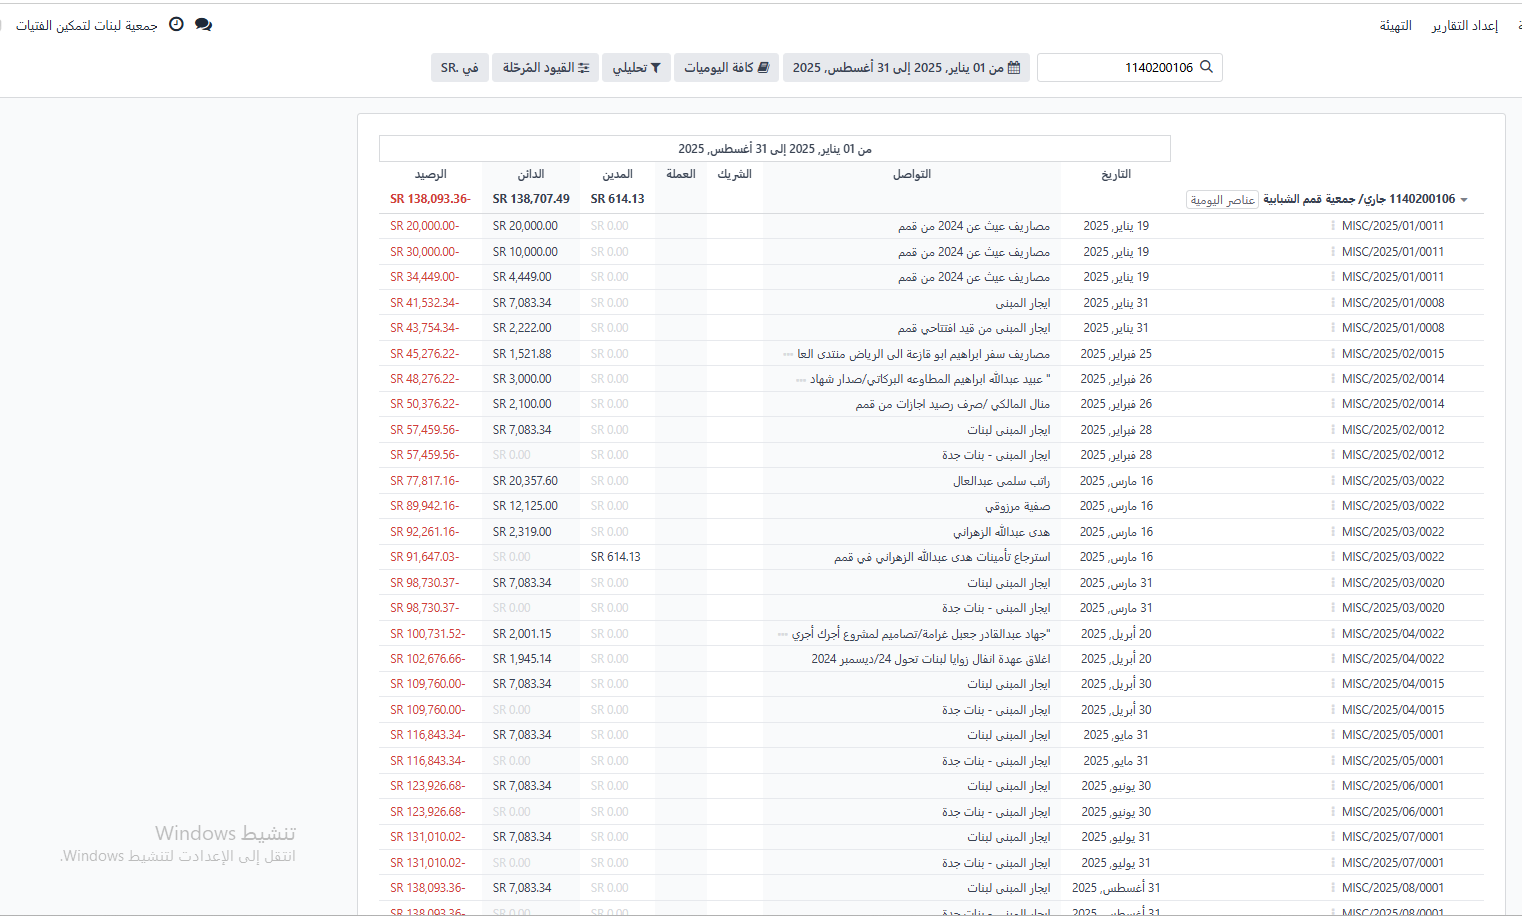 إعداد التقارير التهيئة جمعية لبنات لتمكين الفتيات
1140200106 من 01 يناير, 2025 إلى 31 أغسطس, 2025 كافة اليوميات تحليلي القيود المُرحّلة في .SR
من 01 يناير, 2025 إلى 31 أغسطس, 2025
التاريخ التواصل الشريك العملة المدين الدائن الرصيد
1140200106 جاري/ جمعية قمم الشبابية عناصر اليومية SR 614.13 SR 138,707.49 SR 138,093.36-
MISC/2025/01/0011 19 يناير, 2025 مصاريف عيث عن 2024 من قمم SR 0.00 SR 20,000.00 SR 20,000.00-
MISC/2025/01/0011 19 يناير, 2025 مصاريف عيث عن 2024 من قمم SR 0.00 SR 10,000.00 SR 30,000.00-
MISC/2025/01/0011 19 يناير, 2025 مصاريف عيث عن 2024 من قمم SR 0.00 SR 4,449.00 SR 34,449.00-
MISC/2025/01/0008 31 يناير, 2025 ايجار المبنى SR 0.00 SR 7,083.34 SR 41,532.34-
MISC/2025/01/0008 31 يناير, 2025 ايجار المبنى من قيد افتتاحي قمم SR 0.00 SR 2,222.00 SR 43,754.34-
MISC/2025/02/0015 25 فبراير, 2025 مصاريف سفر ابراهيم ابو قازعة الى الرياض منتدى العا ... SR 0.00 SR 1,521.88 SR 45,276.22-
MISC/2025/02/0014 26 فبراير, 2025 " عبيد عبدالله ابراهيم المطاوعه البركاتي/صدار شهاد ... SR 0.00 SR 3,000.00 SR 48,276.22-
MISC/2025/02/0014 26 فبراير, 2025 منال المالكي /صرف رصيد اجازات من قمم SR 0.00 SR 2,100.00 SR 50,376.22-
MISC/2025/02/0012 28 فبراير, 2025 ايجار المبنى لبنات SR 0.00 SR 7,083.34 SR 57,459.56-
MISC/2025/02/0012 28 فبراير, 2025 ايجار المبنى - بنات جدة SR 0.00 SR 0.00 SR 57,459.56-
MISC/2025/03/0022 16 مارس, 2025 راتب سلمى عبدالعال SR 0.00 SR 20,357.60 SR 77,817.16-
MISC/2025/03/0022 16 مارس, 2025 صفية مرزوقي SR 0.00 SR 12,125.00 SR 89,942.16-
MISC/2025/03/0022 16 مارس, 2025 هدى عبدالله الزهراني SR 0.00 SR 2,319.00 SR 92,261.16-
MISC/2025/03/0022 16 مارس, 2025 استرجاع تأمينات هدى عبدالله الزهراني في قمم SR 614.13 SR 0.00 SR 91,647.03-
MISC/2025/03/0020 31 مارس, 2025 ايجار المبنى لبنات SR 0.00 SR 7,083.34 SR 98,730.37-
MISC/2025/03/0020 31 مارس, 2025 ايجار المبنى - بنات جدة SR 0.00 SR 0.00 SR 98,730.37-
MISC/2025/04/0022 20 أبريل, 2025 "جهاد عبدالقادر جعبل غرامة/تصاميم لمشروع أجرك أجري ... SR 0.00 SR 2,001.15 SR 100,731.52-
MISC/2025/04/0022 20 أبريل, 2025 اغلاق عهدة انفال زوايا لبنات تحول 24/ديسمبر 2024 SR 0.00 SR 1,945.14 SR 102,676.66-
MISC/2025/04/0015 30 أبريل, 2025 ايجار المبنى لبنات SR 0.00 SR 7,083.34 SR 109,760.00-
MISC/2025/04/0015 30 أبريل, 2025 ايجار المبنى - بنات جدة SR 0.00 SR 0.00 SR 109,760.00-
MISC/2025/05/0001 31 مايو, 2025 ايجار المبنى لبنات SR 0.00 SR 7,083.34 SR 116,843.34-
MISC/2025/05/0001 31 مايو, 2025 ايجار المبنى - بنات جدة SR 0.00 SR 0.00 SR 116,843.34-
MISC/2025/06/0001 30 يونيو, 2025 ايجار المبنى لبنات SR 0.00 SR 7,083.34 SR 123,926.68-
MISC/2025/06/0001 30 يونيو, 2025 ايجار المبنى - بنات جدة SR 0.00 SR 0.00 SR 123,926.68-
MISC/2025/07/0001 31 يوليو, 2025 ايجار المبنى لبنات SR 0.00 SR 7,083.34 SR 131,010.02-
MISC/2025/07/0001 31 يوليو, 2025 ايجار المبنى - بنات جدة SR 0.00 SR 0.00 SR 131,010.02-
MISC/2025/08/0001 31 أغسطس, 2025 ايجار المبنى لبنات SR 0.00 SR 7,083.34 SR 138,093.36-
MISC/2025/08/0001 31 أغسطس, 2025 ايجار المبنى - بنات جدة SR 0.00 SR 0.00 SR 138,093.36-
تنشيط Windows
انتقل إلى الإعدادت لتنشيط Windows.